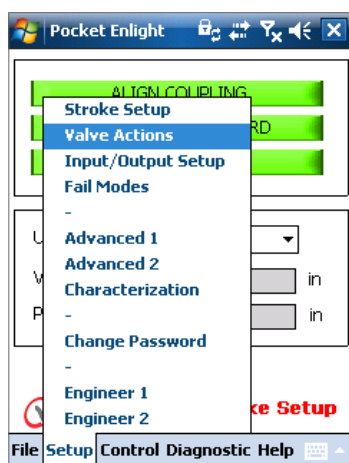 Pocket Enlight
ALIGN COUPLING
Stroke Setup
Valve Actions
RD
Input/Output Setup
Fail Modes
-
U
Advanced 1
Advanced 2
V
in
Characterization
P
-
in
Change Password
-
Engineer 1
ke Setup
Engineer 2
File Setup Control Diagnostic Help